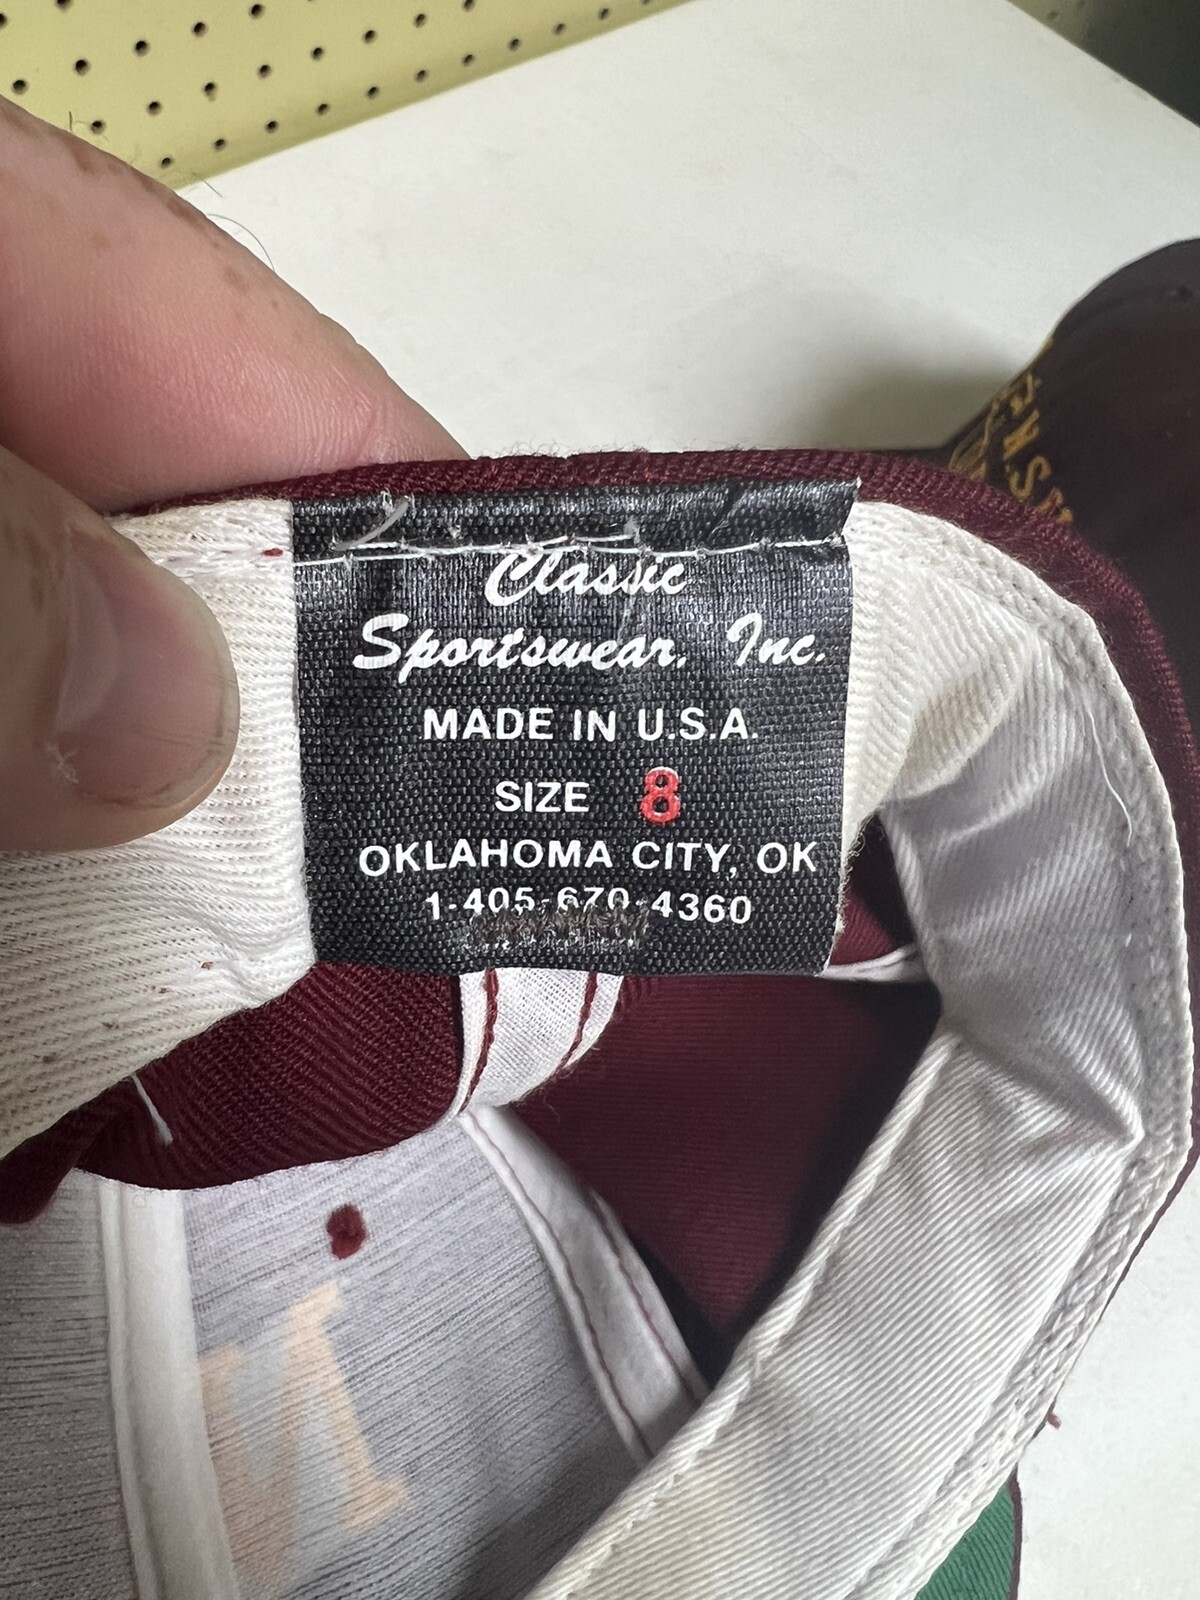 Classic
Sportswear, Inc.
MADE IN U.S.A.
SIZE 8
OKLAHOMA CITY, OK
1-405-670-4360